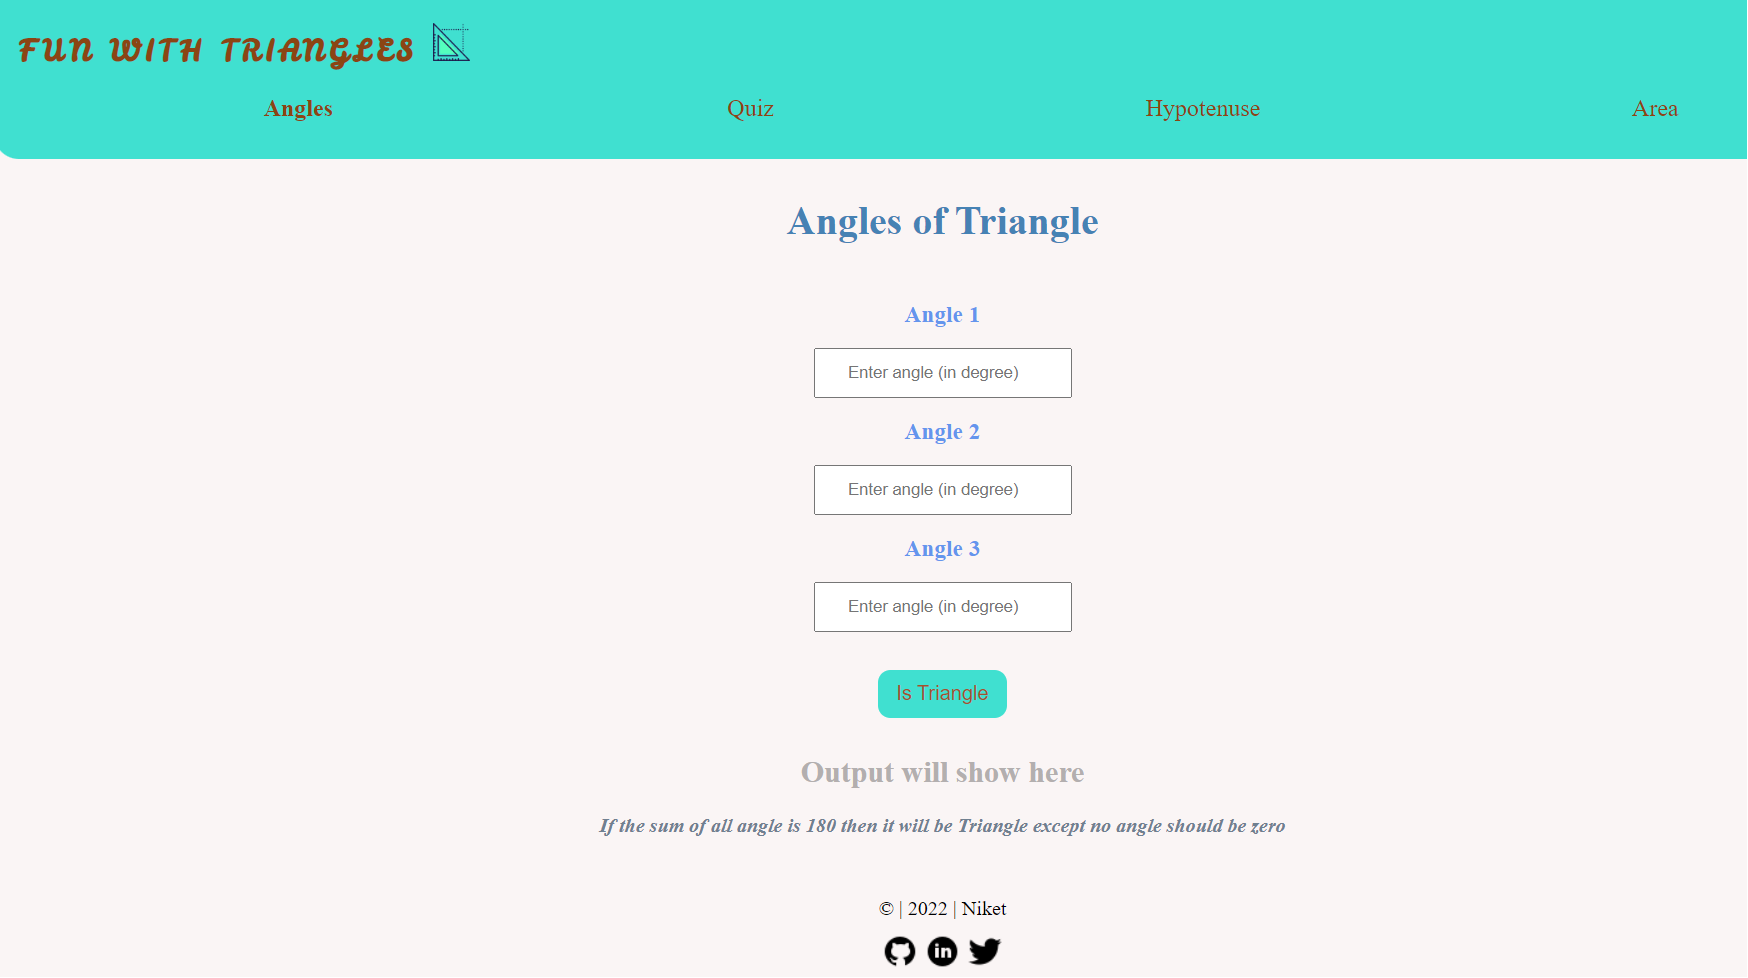 FUN WITH TRIANGLES
Angles Quiz Hypotenuse Area
Angles of Triangle
Angle 1
Enter angle (in degree)
Angle 2
Enter angle (in degree)
Angle 3
Enter angle (in degree)
Is Triangle
Output will show here
If the sum of all angle is 180 then it will be Triangle except no angle should be zero
© | 2022 | Niket
in